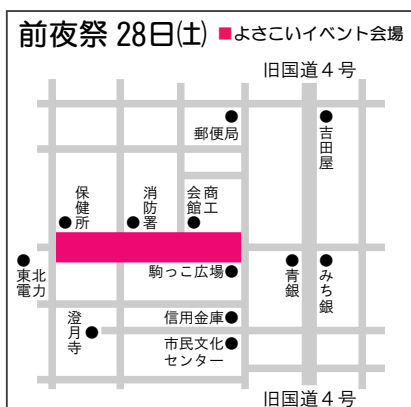 前夜祭 28日㈯ ■よさこいイベント会場
旧国道４号
郵便局
吉田屋
保健所
消防署
商工
会館
東北
電力
駒っこ広場
青銀
みち銀
澄月寺
信用金庫
市民文化
センター
旧国道４号